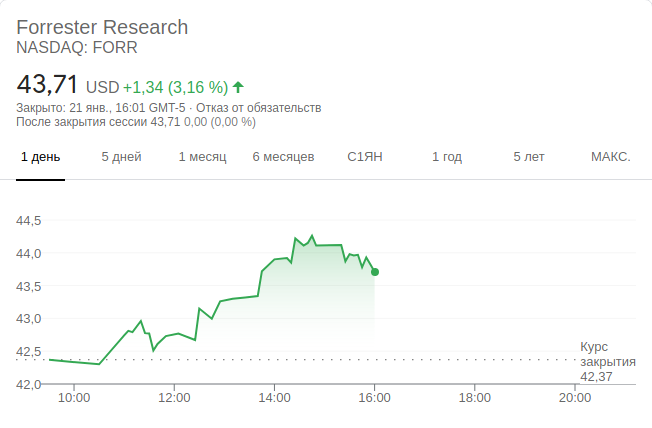 Forrester Research
NASDAQ: FORR
43,71 USD +1,34 (3,16 %)
Закрыто: 21 янв., 16:01 GMT-5 · Отказ от обязательств
После закрытия сессии 43,71 0,00 (0,00 %)
1 день 5 дней 1 месяц 6 месяцев С1ЯН 1 год 5 лет МАКС.
44,5
44,0
43,5
43,0
42,5
42,0
Курс
закрытия
42,37
10:00 12:00 14:00 16:00 18:00 20:00